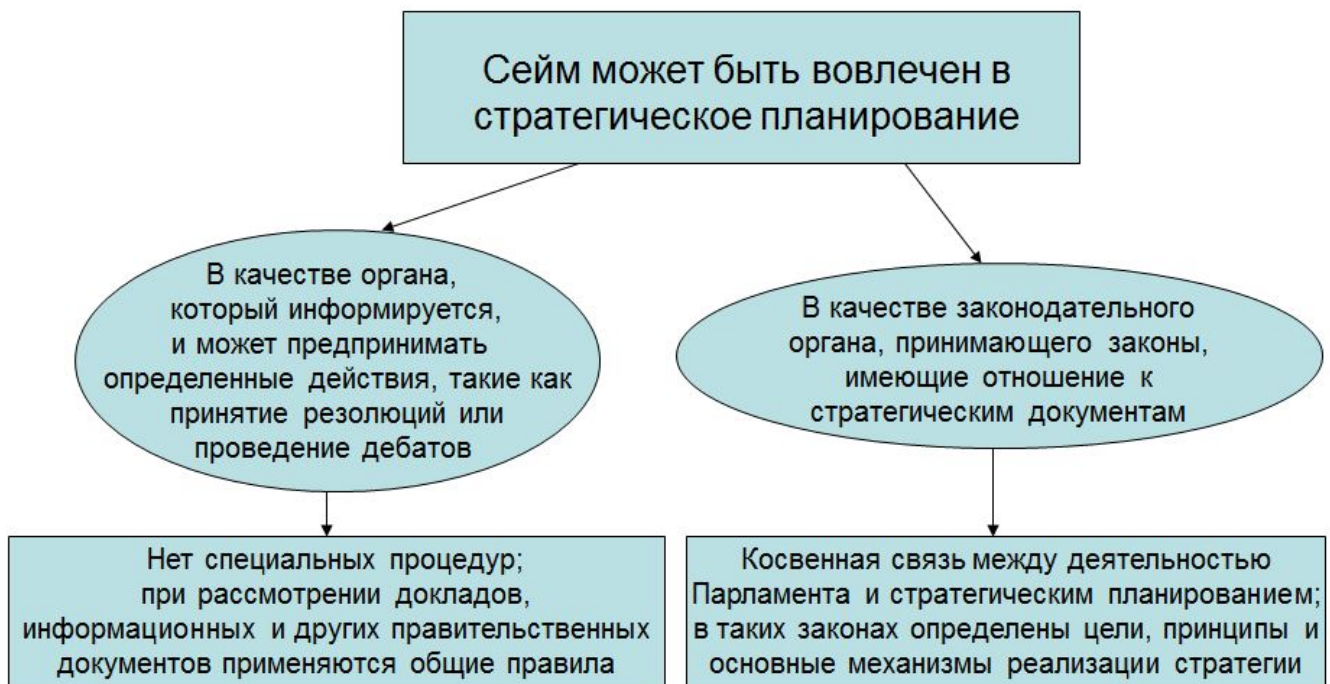 Сейм может быть вовлечен в
стратегическое планирование
В качестве органа,
который информируется,
и может предпринимать
определенные действия, такие как
принятие резолюций или
проведение дебатов
В качестве законодательного
органа, принимающего законы,
имеющие отношение к
стратегическим документам
Нет специальных процедур;
при рассмотрении докладов,
информационных и других правительственных
документов применяются общие правила
Косвенная связь между деятельностью
Парламента и стратегическим планированием;
в таких законах определены цели, принципы и
основные механизмы реализации стратегии